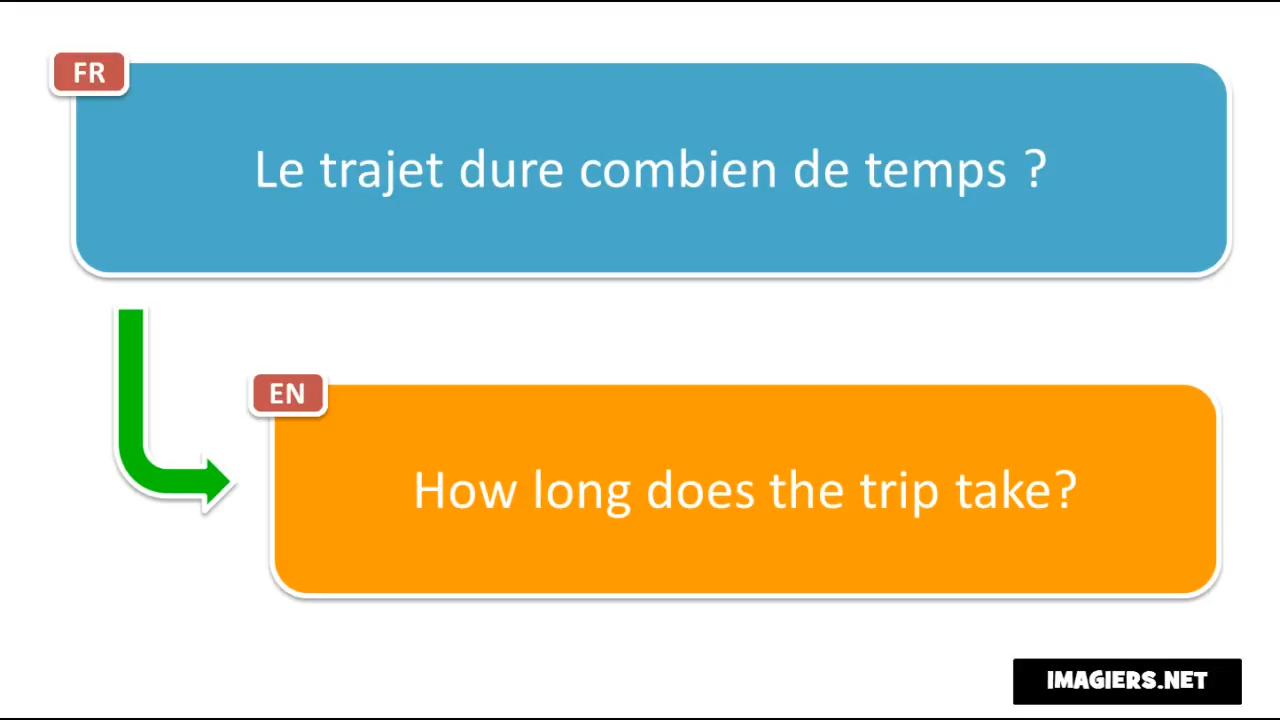 FR
Le trajet dure combien de temps ?
EN
How long does the trip take?
IMAGIERS.NET